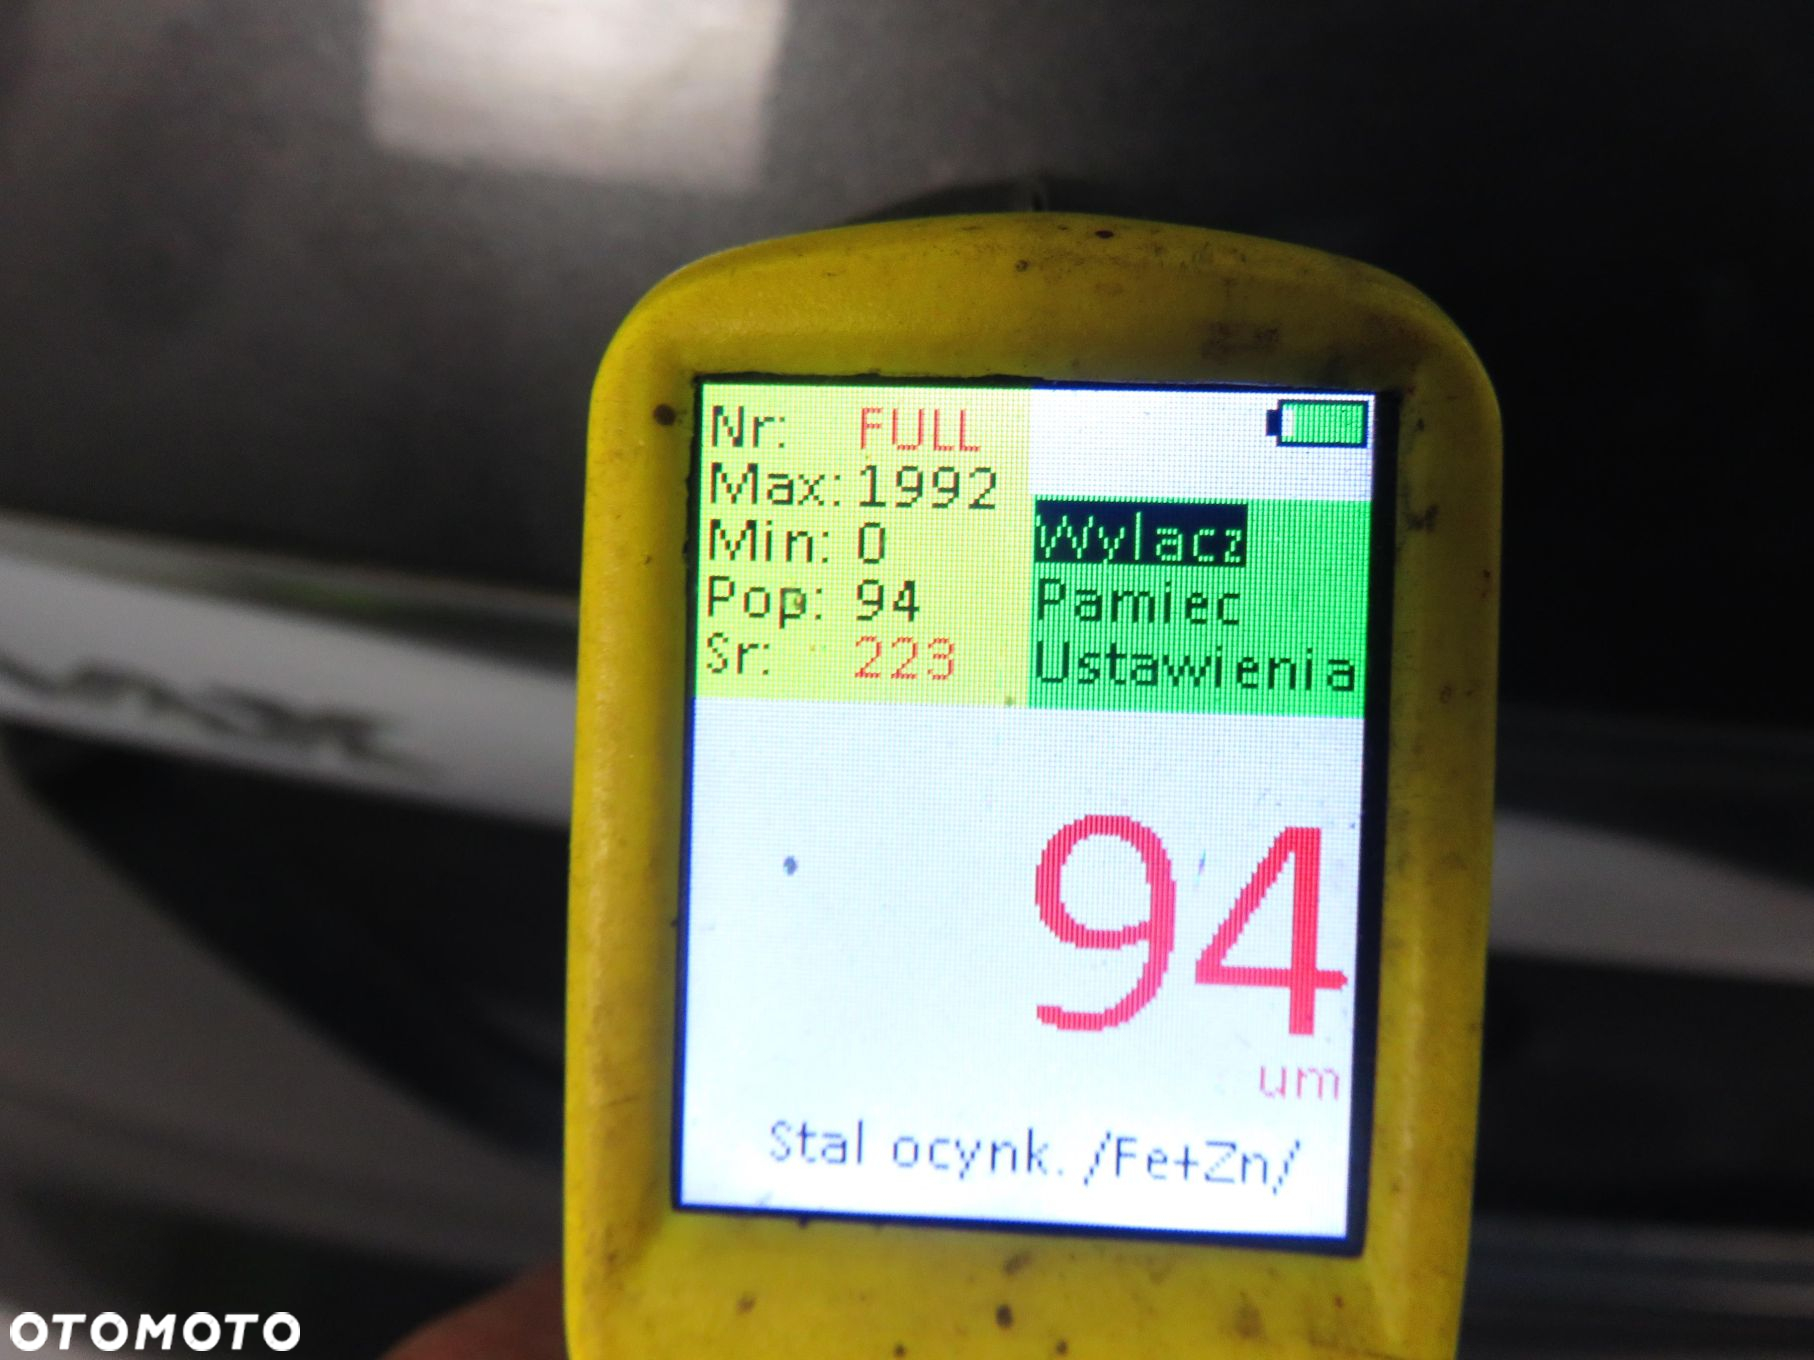 Nr: FULL
Max: 1992
Min: 0
Pop: 94
Sr: 223
Wylacz
Pamiec
Ustawienia
94
um
Stal ocynk. /Fe+Zn/
OTOMOTO